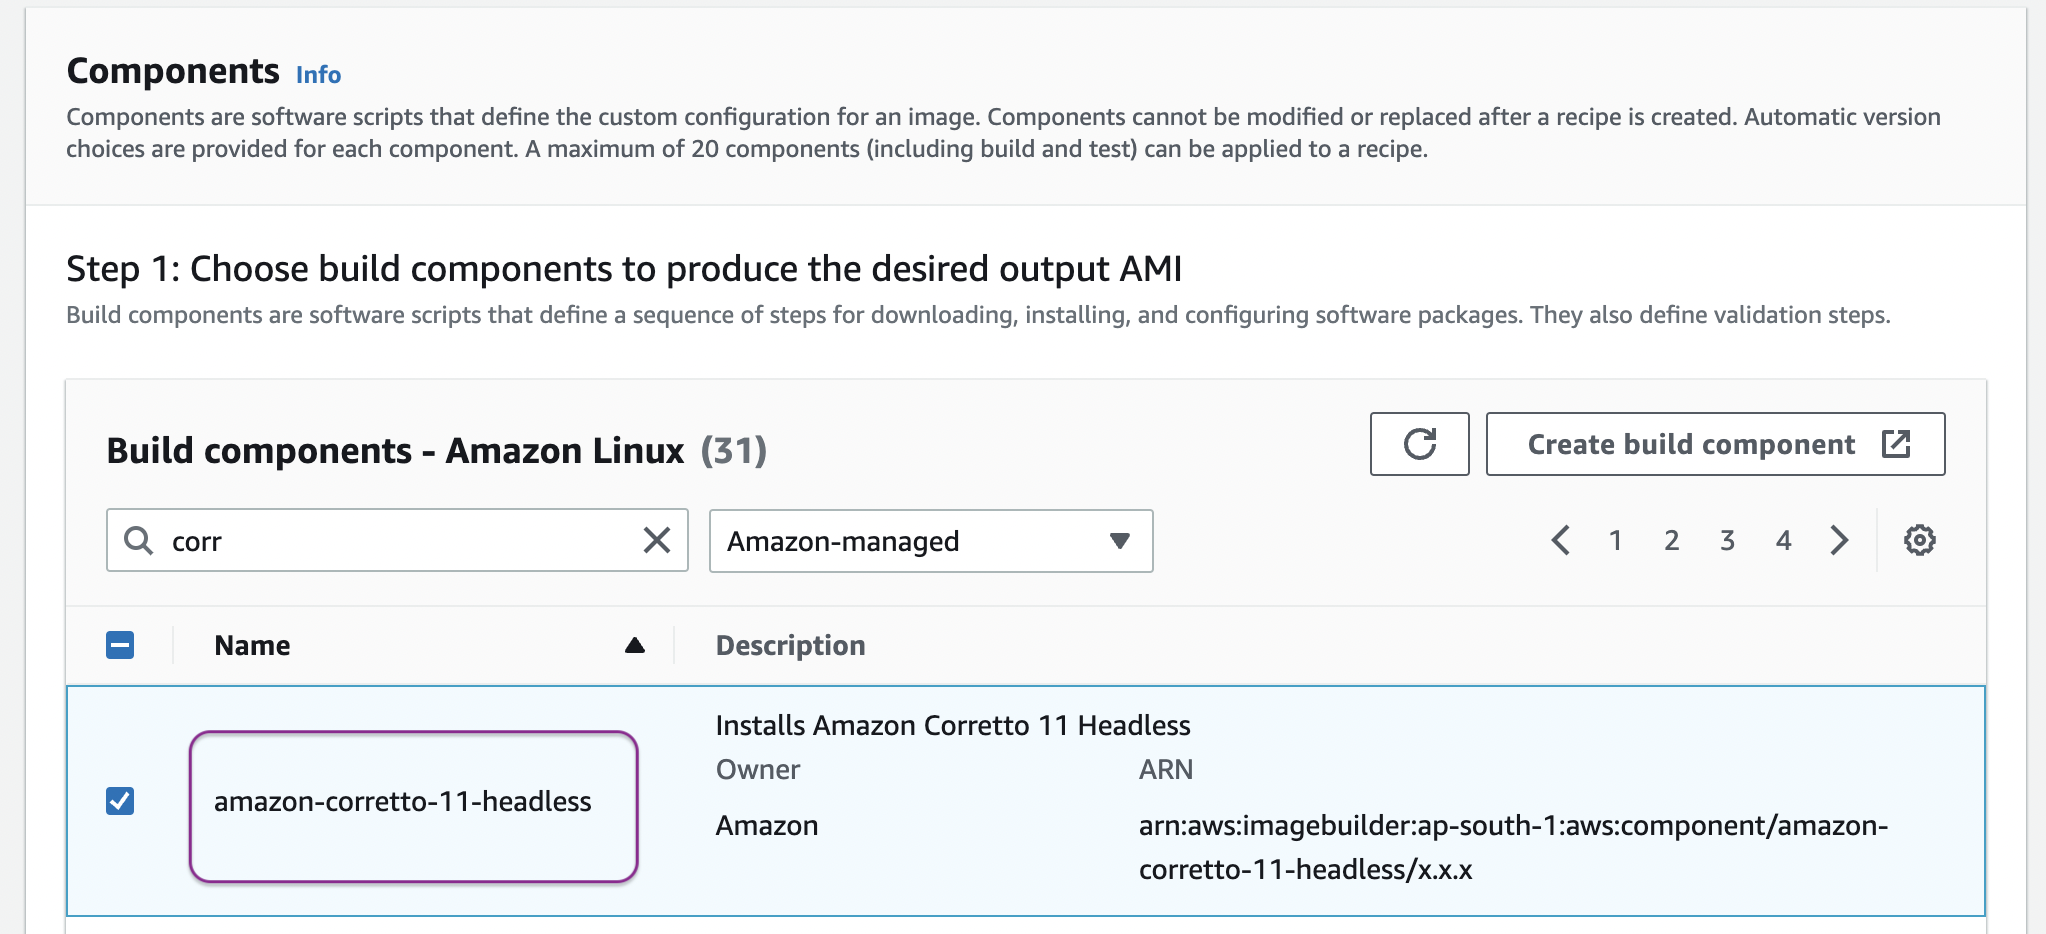 Components Info
Components are software scripts that define the custom configuration for an image. Components cannot be modified or replaced after a recipe is created. Automatic version
choices are provided for each component. A maximum of 20 components (including build and test) can be applied to a recipe.
Step 1: Choose build components to produce the desired output AMI
Build components are software scripts that define a sequence of steps for downloading, installing, and configuring software packages. They also define validation steps.
Build components - Amazon Linux (31)
Create build component
corr
Amazon-managed
1 2 3 4
Name Description
Installs Amazon Corretto 11 Headless
Owner ARN
amazon-corretto-11-headless
Amazon arn:aws:imagebuilder:ap-south-1:aws:component/amazon-
corretto-11-headless/x.x.x